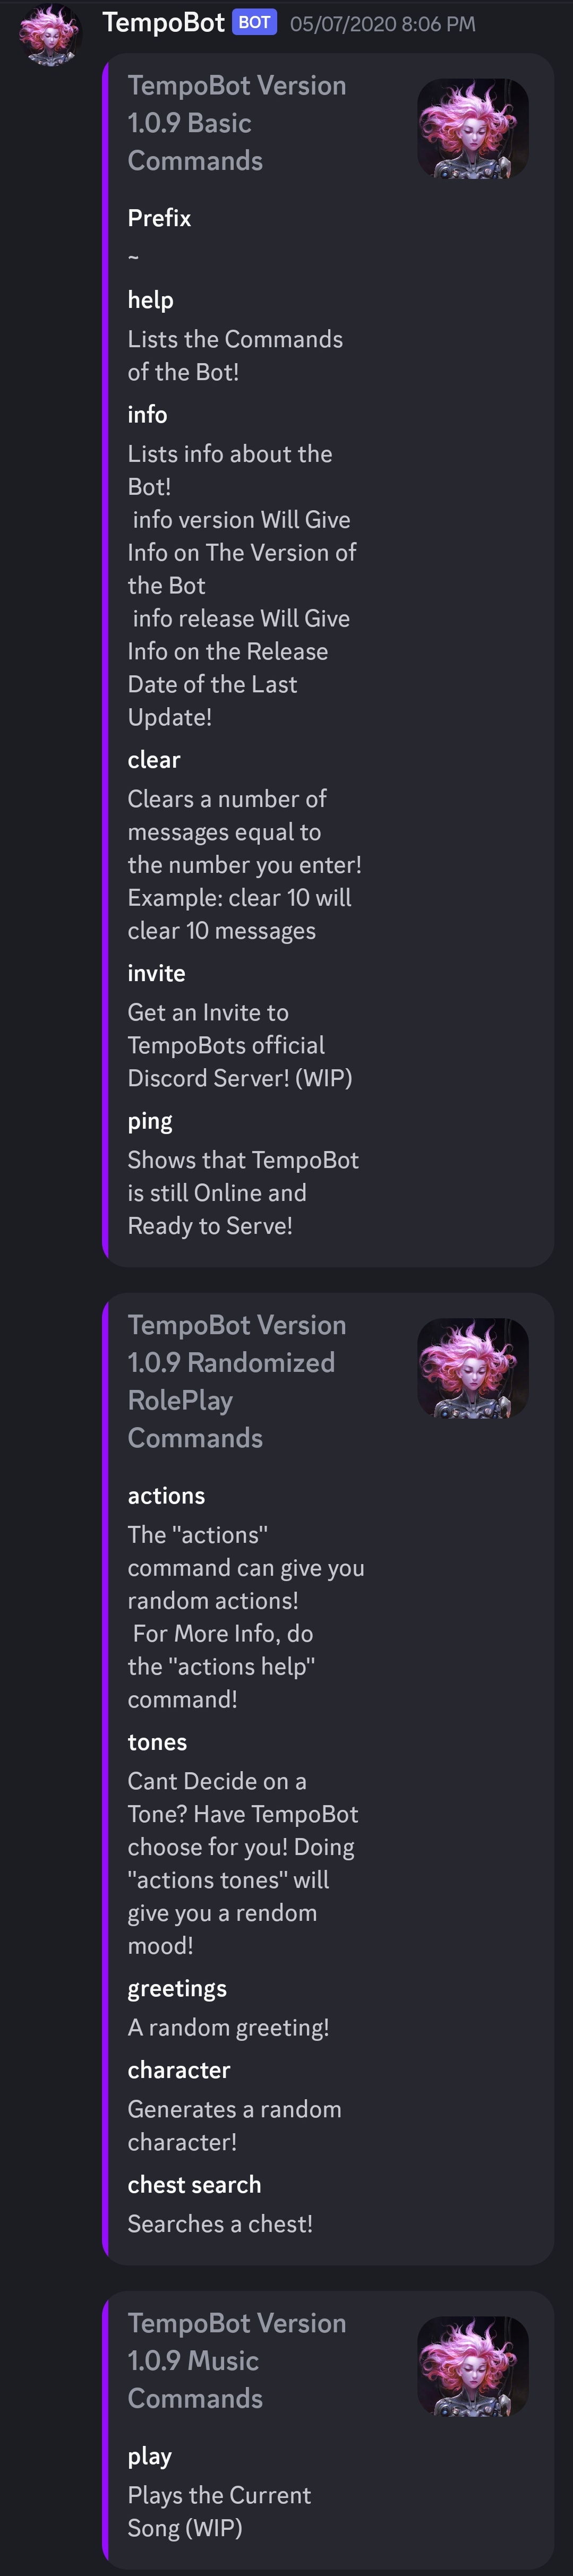 TempoBot BOT 05/07/2020 8:06 PM
TempoBot Version
1.0.9 Basic
Commands
Prefix
~
help
Lists the Commands
of the Bot!
info
Lists info about the
Bot!
info version Will Give
Info on The Version of
the Bot
info release Will Give
Info on the Release
Date of the Last
Update!
clear
Clears a number of
messages equal to
the number you enter!
Example: clear 10 will
clear 10 messages
invite
Get an Invite to
TempoBots official
Discord Server! (WIP)
ping
Shows that TempoBot
is still Online and
Ready to Serve!
TempoBot Version
1.0.9 Randomized
RolePlay
Commands
actions
The "actions"
command can give you
random actions!
For More Info, do
the "actions help"
command!
tones
Cant Decide on a
Tone? Have TempoBot
choose for you! Doing
"actions tones" will
give you a rendom
mood!
greetings
A random greeting!
character
Generates a random
character!
chest search
Searches a chest!
TempoBot Version
1.0.9 Music
Commands
play
Plays the Current
Song (WIP)